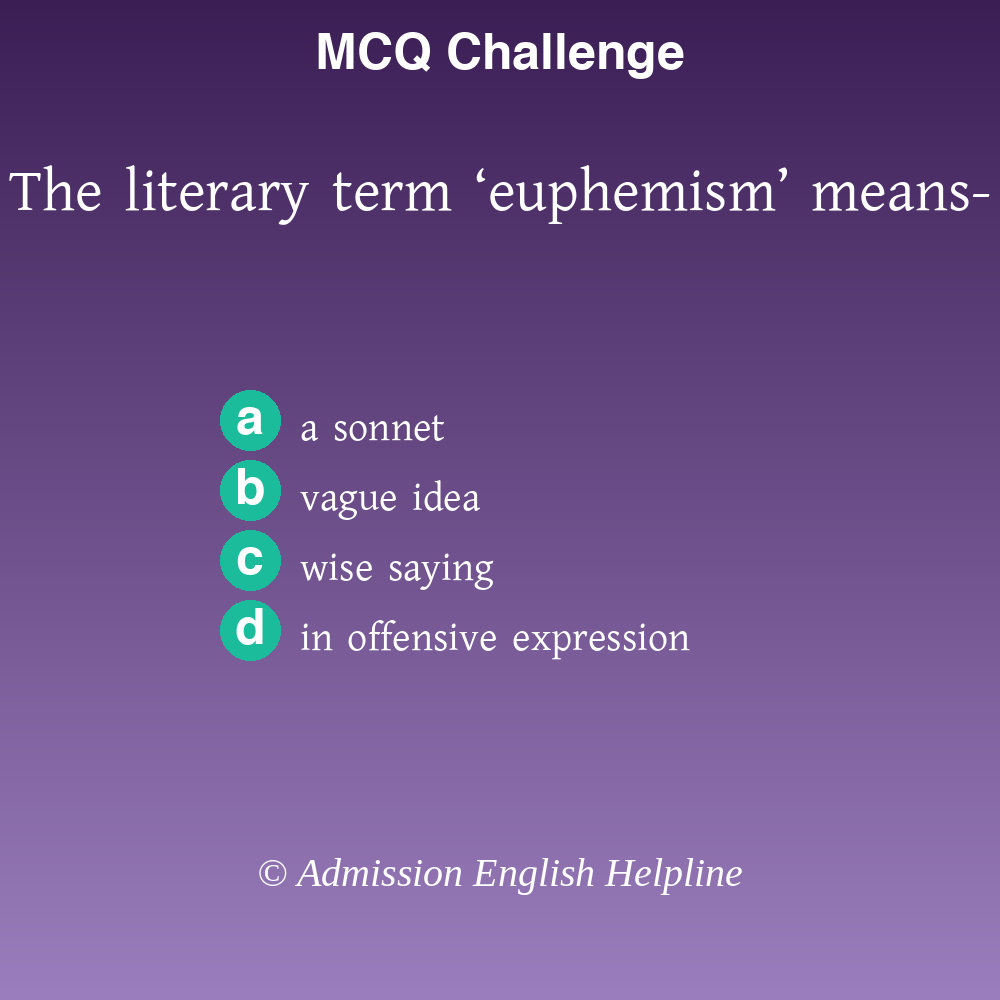 MCQ Challenge
The literary term ‘euphemism’ means-
a a sonnet
b vague idea
c wise saying
d in offensive expression
© Admission English Helpline